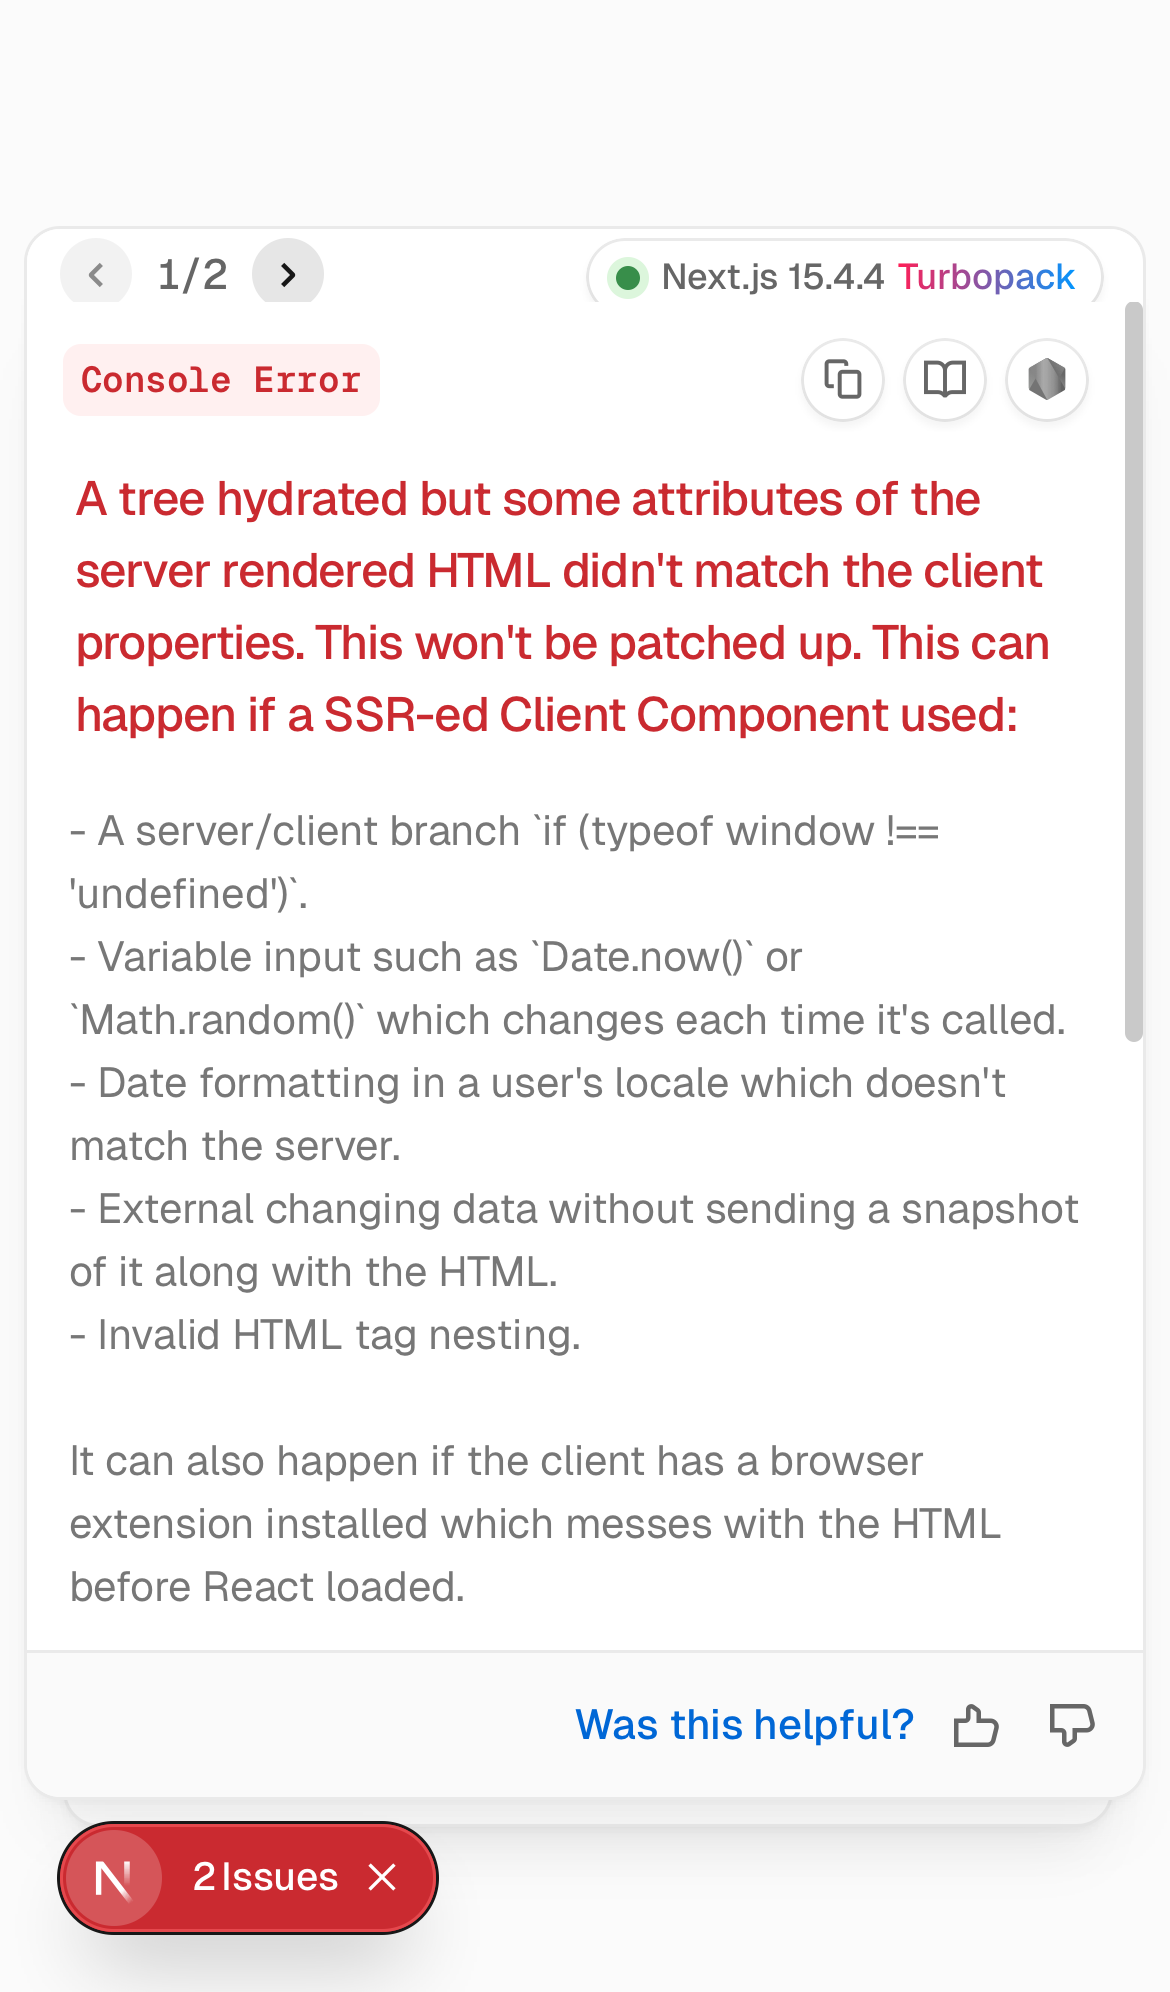 1/2
Next.js 15.4.4 Turbopack
Console Error
A tree hydrated but some attributes of the
server rendered HTML didn't match the client
properties. This won't be patched up. This can
happen if a SSR-ed Client Component used:
- A server/client branch `if (typeof window !==
'undefined')`.
- Variable input such as `Date.now()` or
`Math.random()` which changes each time it's called.
- Date formatting in a user's locale which doesn't
match the server.
- External changing data without sending a snapshot
of it along with the HTML.
- Invalid HTML tag nesting.
It can also happen if the client has a browser
extension installed which messes with the HTML
before React loaded.
Was this helpful?
N 2 Issues